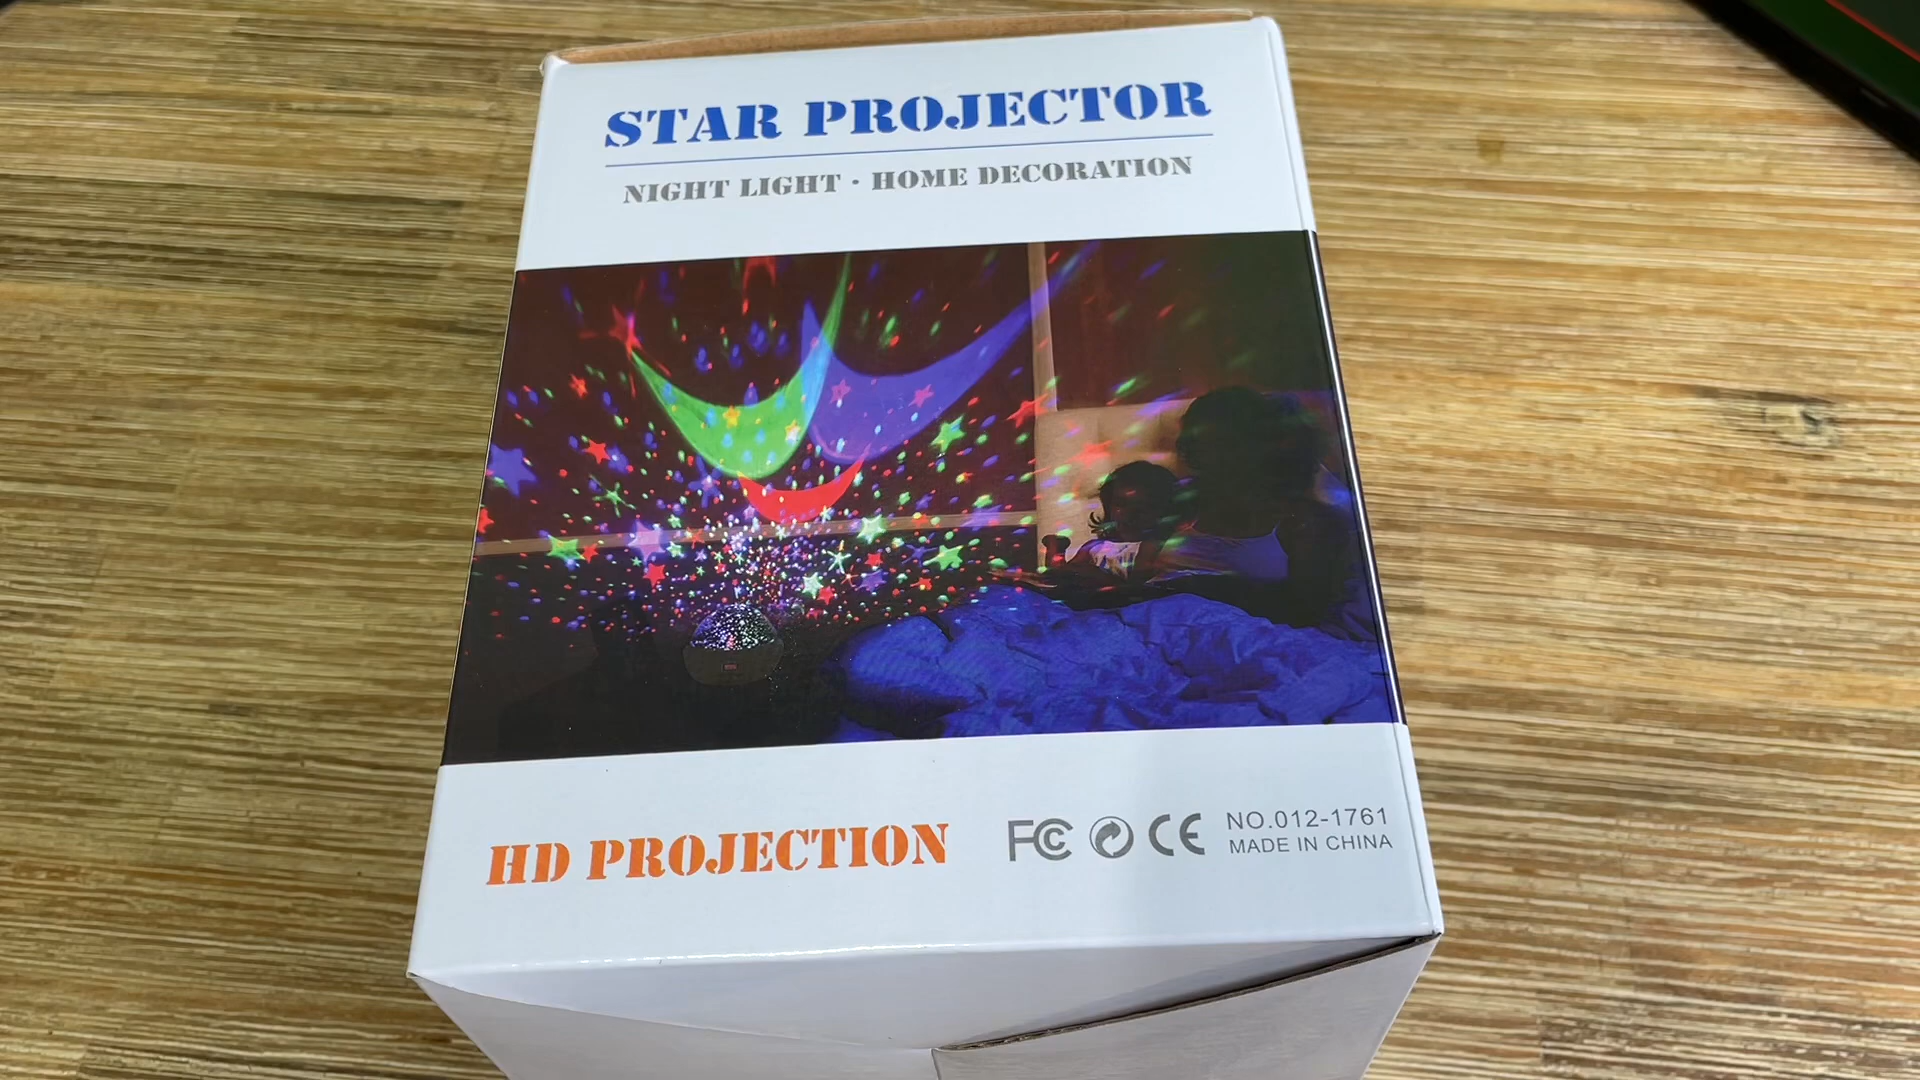 STAR PROJECTOR
NIGHT LIGHT · HOME DECORATION
HD PROJECTION
FC CE
NO.012-1761
MADE IN CHINA